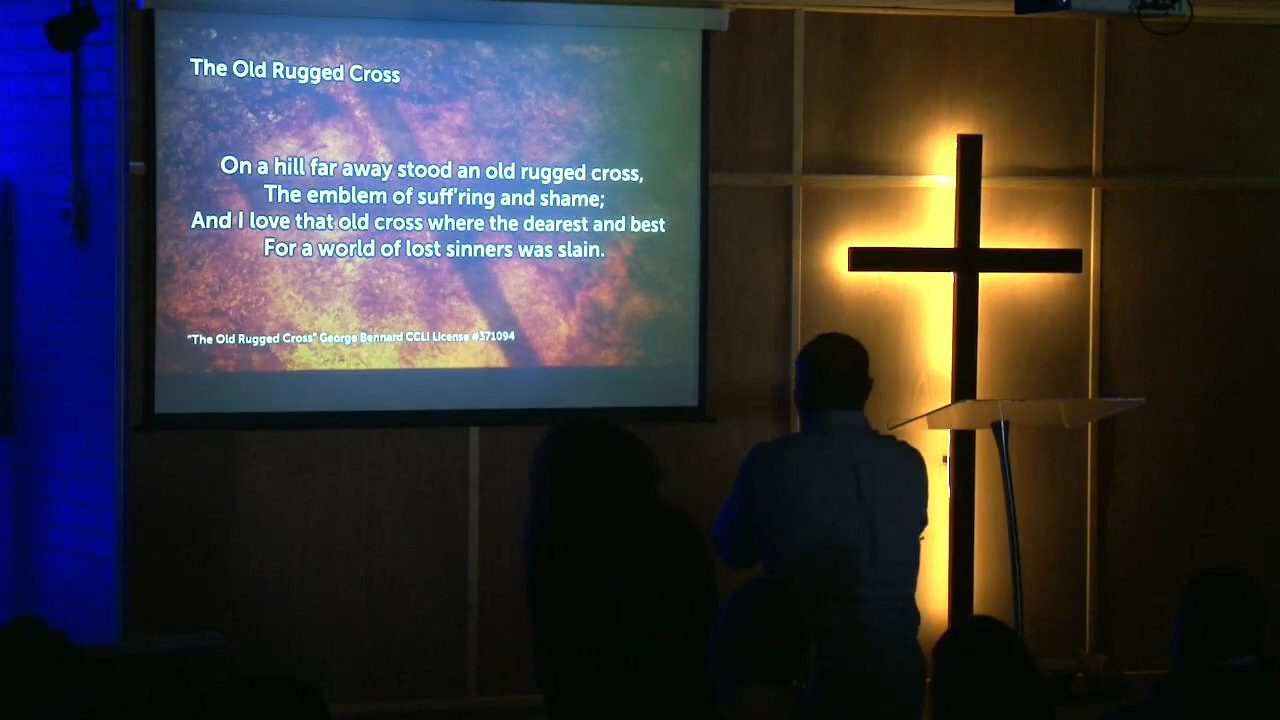 The Old Rugged Cross
On a hill far away stood an old rugged cross,
The emblem of suff'ring and shame;
And I love that old cross where the dearest and best
For a world of lost sinners was slain.
"The Old Rugged Cross" George Bennard CCLI License #371094